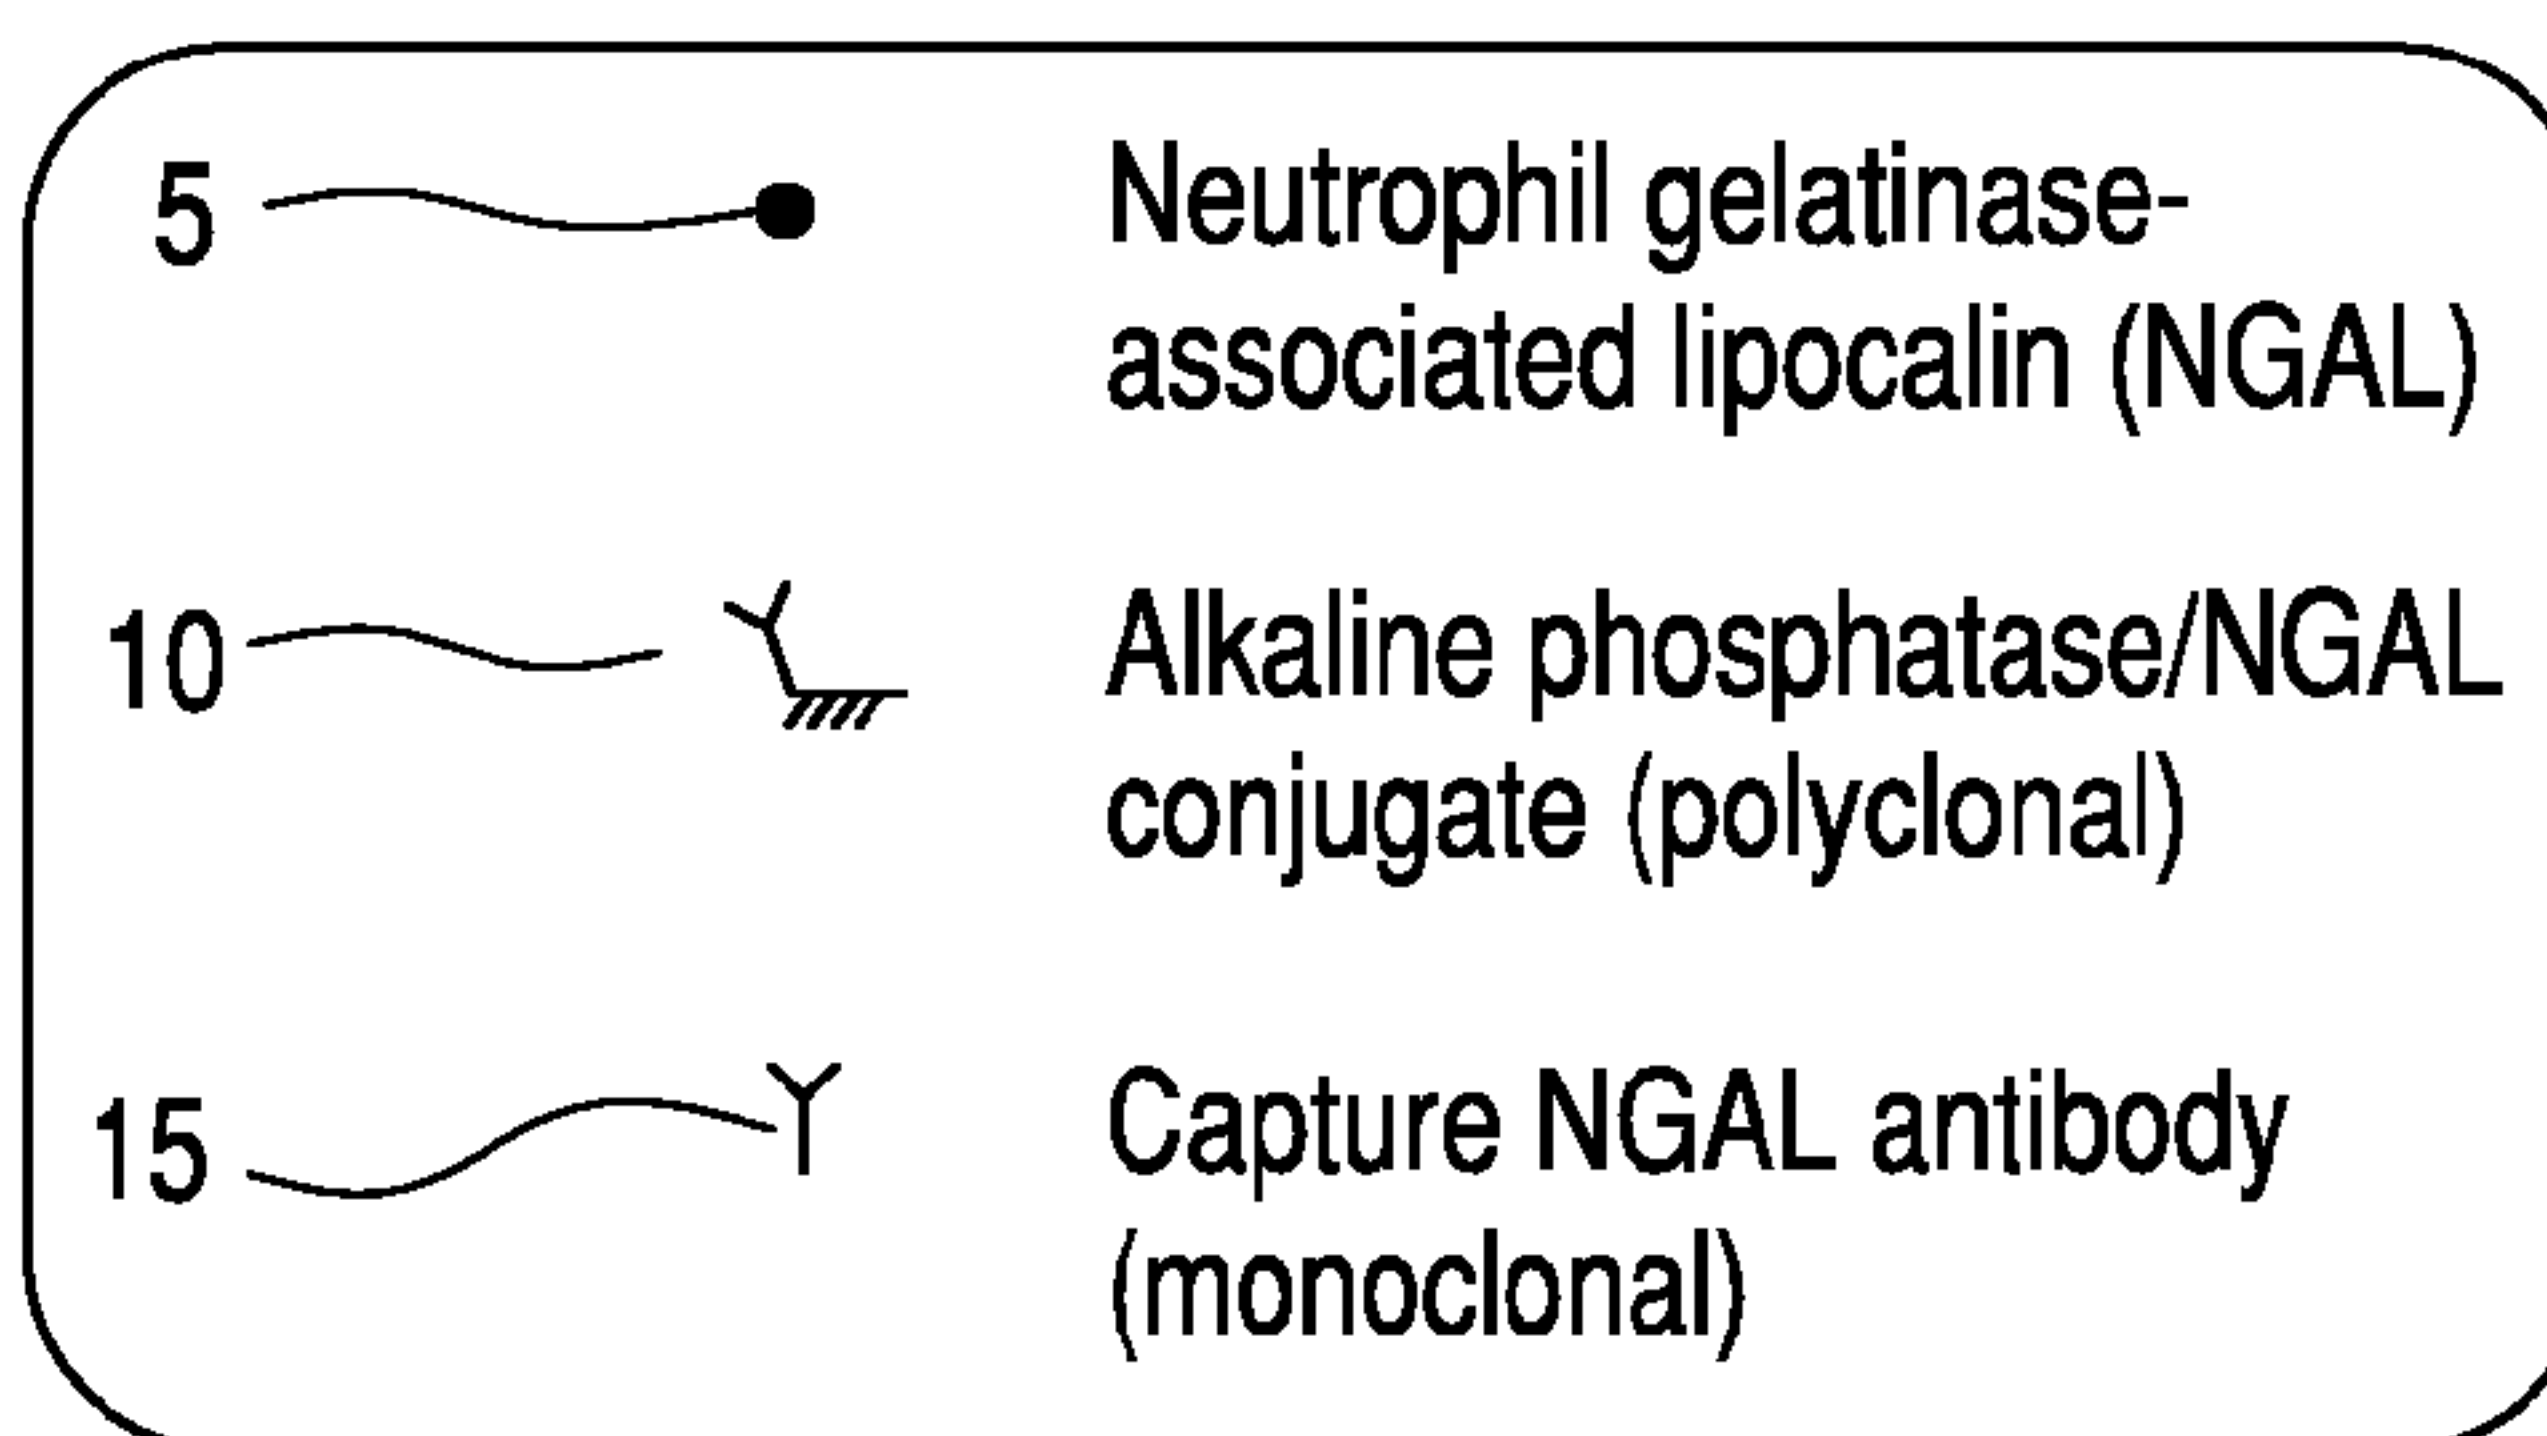 5 Neutrophil gelatinase-
associated lipocalin (NGAL)
10 Alkaline phosphatase/NGAL
conjugate (polyclonal)
15 Capture NGAL antibody
(monoclonal)